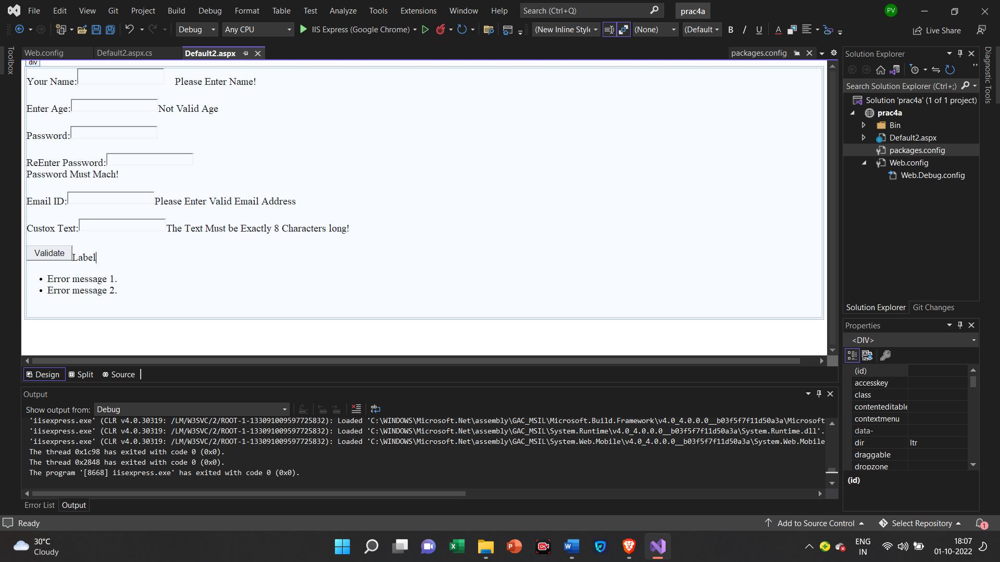 File Edit View Git Project Build Debug Format Table Test Analyze Tools Extensions Window Help Search (Ctrl+Q) prac4a PV
Debug Any CPU IIS Express (Google Chrome) (New Inline Style (None) (Default B I U A Live Share
Toolbox
Web.config Default2.aspx.cs Default2.aspx packages.config
div
Your Name: Please Enter Name!
Enter Age: Not Valid Age
Password:
ReEnter Password:
Password Must Mach!
Email ID: Please Enter Valid Email Address
Custox Text: The Text Must be Exactly 8 Characters long!
Validate Label
• Error message 1.
• Error message 2.
Design Split Source
Output
Show output from: Debug
'iisexpress.exe' (CLR v4.0.30319: /LM/W3SVC/2/ROOT-1-133091009597725832): Loaded 'C:\WINDOWS\Microsoft.Net\assembly\GAC_MSIL\Microsoft.Build.Framework\v4.0_4.0.0.0__b03f5f7f11d50a3a\Microsoft
'iisexpress.exe' (CLR v4.0.30319: /LM/W3SVC/2/ROOT-1-133091009597725832): Loaded 'C:\WINDOWS\Microsoft.Net\assembly\GAC_MSIL\System.Runtime\v4.0_4.0.0.0__b03f5f7f11d50a3a\System.Runtime.dll'.
'iisexpress.exe' (CLR v4.0.30319: /LM/W3SVC/2/ROOT-1-133091009597725832): Loaded 'C:\WINDOWS\Microsoft.Net\assembly\GAC_MSIL\System.Web.Mobile\v4.0_4.0.0.0__b03f5f7f11d50a3a\System.Web.Mobile
The thread 0x1c98 has exited with code 0 (0x0).
The thread 0x2848 has exited with code 0 (0x0).
The program '[8668] iisexpress.exe' has exited with code 0 (0x0).
Error List Output
Solution Explorer
Search Solution Explorer (Ctrl+;)
Solution 'prac4a' (1 of 1 project)
prac4a
Bin
Default2.aspx
packages.config
Web.config
Web.Debug.config
Solution Explorer Git Changes
Properties
<DIV>
(id)
accesskey
class
contenteditable
contextmenu
data-
dir ltr
draggable
dropzone
(id)
Diagnostic Tools
Ready Add to Source Control Select Repository 1
30°C
Cloudy
ENG
IN
18:07
01-10-2022